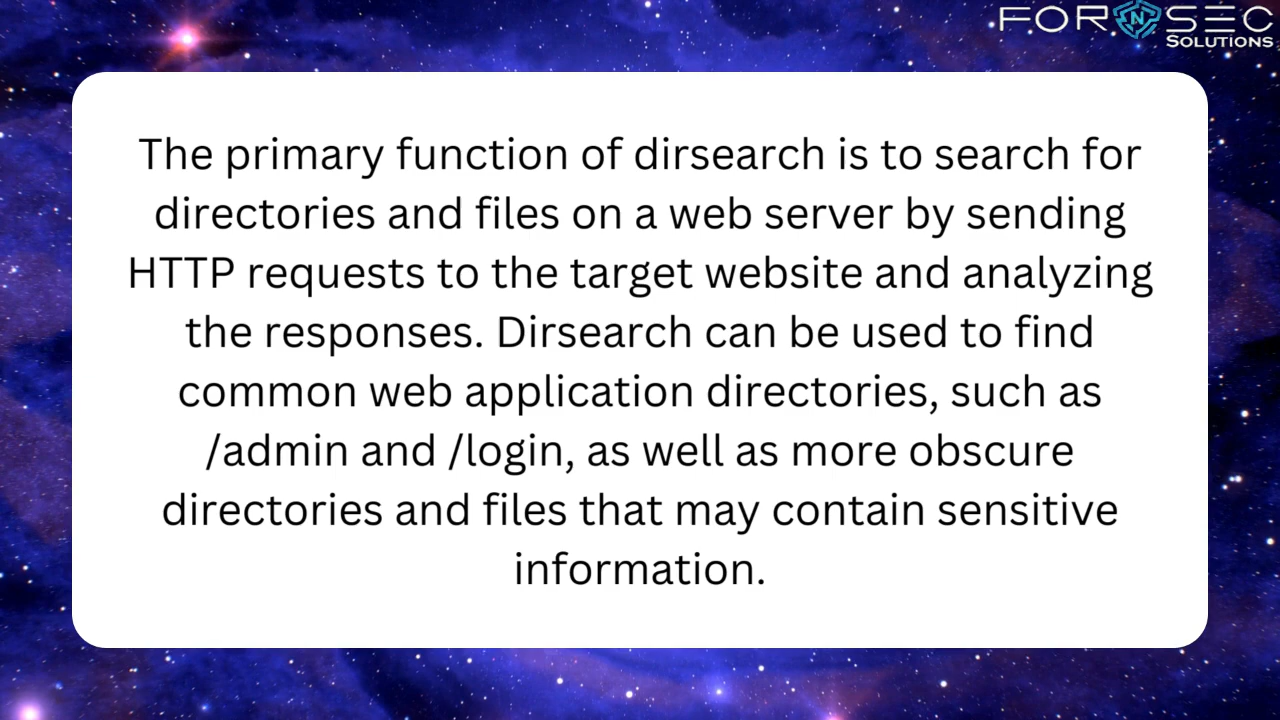 FORNSEC
SOLUTIONS
The primary function of dirsearch is to search for
directories and files on a web server by sending
HTTP requests to the target website and analyzing
the responses. Dirsearch can be used to find
common web application directories, such as
/admin and /login, as well as more obscure
directories and files that may contain sensitive
information.